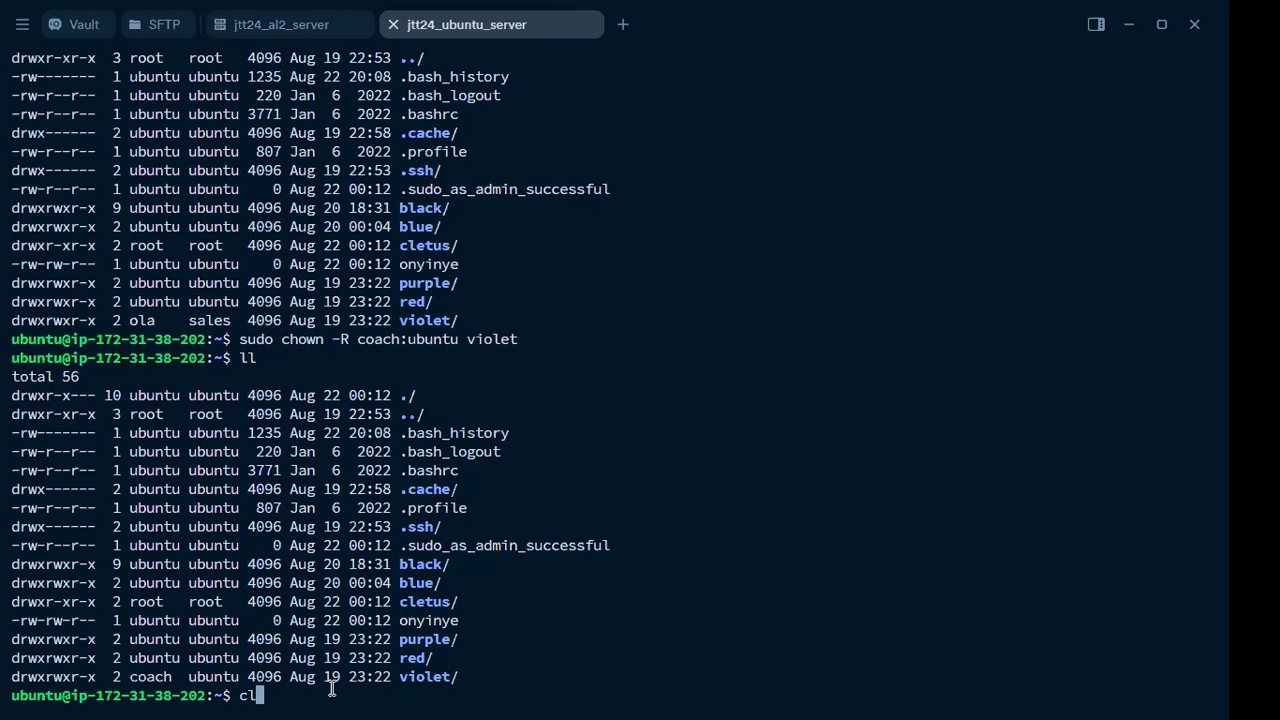 Vault SFTP jtt24_al2_server jtt24_ubuntu_server
drwxr-xr-x 3 root root 4096 Aug 19 22:53 ../
-rw------- 1 ubuntu ubuntu 1235 Aug 22 20:08 .bash_history
-rw-r--r-- 1 ubuntu ubuntu 220 Jan 6 2022 .bash_logout
-rw-r--r-- 1 ubuntu ubuntu 3771 Jan 6 2022 .bashrc
drwx------ 2 ubuntu ubuntu 4096 Aug 19 22:58 .cache/
-rw-r--r-- 1 ubuntu ubuntu 807 Jan 6 2022 .profile
drwx------ 2 ubuntu ubuntu 4096 Aug 19 22:53 .ssh/
-rw-r--r-- 1 ubuntu ubuntu 0 Aug 22 00:12 .sudo_as_admin_successful
drwxrwxr-x 9 ubuntu ubuntu 4096 Aug 20 18:31 black/
drwxrwxr-x 2 ubuntu ubuntu 4096 Aug 20 00:04 blue/
drwxr-xr-x 2 root root 4096 Aug 22 00:12 cletus/
-rw-rw-r-- 1 ubuntu ubuntu 0 Aug 22 00:12 onyinye
drwxrwxr-x 2 ubuntu ubuntu 4096 Aug 19 23:22 purple/
drwxrwxr-x 2 ubuntu ubuntu 4096 Aug 19 23:22 red/
drwxrwxr-x 2 ola sales 4096 Aug 19 23:22 violet/
ubuntu@ip-172-31-38-202:~$ sudo chown -R coach:ubuntu violet
ubuntu@ip-172-31-38-202:~$ ll
total 56
drwxr-x--- 10 ubuntu ubuntu 4096 Aug 22 00:12 ./
drwxr-xr-x 3 root root 4096 Aug 19 22:53 ../
-rw------- 1 ubuntu ubuntu 1235 Aug 22 20:08 .bash_history
-rw-r--r-- 1 ubuntu ubuntu 220 Jan 6 2022 .bash_logout
-rw-r--r-- 1 ubuntu ubuntu 3771 Jan 6 2022 .bashrc
drwx------ 2 ubuntu ubuntu 4096 Aug 19 22:58 .cache/
-rw-r--r-- 1 ubuntu ubuntu 807 Jan 6 2022 .profile
drwx------ 2 ubuntu ubuntu 4096 Aug 19 22:53 .ssh/
-rw-r--r-- 1 ubuntu ubuntu 0 Aug 22 00:12 .sudo_as_admin_successful
drwxrwxr-x 9 ubuntu ubuntu 4096 Aug 20 18:31 black/
drwxrwxr-x 2 ubuntu ubuntu 4096 Aug 20 00:04 blue/
drwxr-xr-x 2 root root 4096 Aug 22 00:12 cletus/
-rw-rw-r-- 1 ubuntu ubuntu 0 Aug 22 00:12 onyinye
drwxrwxr-x 2 ubuntu ubuntu 4096 Aug 19 23:22 purple/
drwxrwxr-x 2 ubuntu ubuntu 4096 Aug 19 23:22 red/
drwxrwxr-x 2 coach ubuntu 4096 Aug 19 23:22 violet/
ubuntu@ip-172-31-38-202:~$ cl